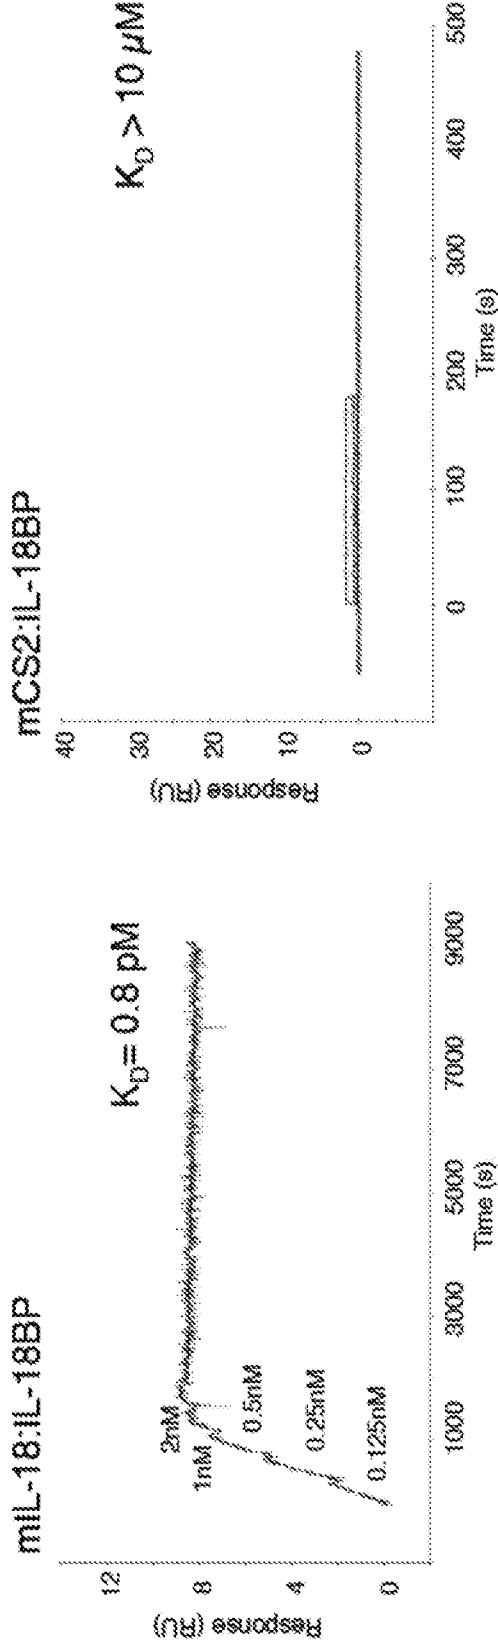 mIL-18:IL-18BP
K_D= 0.8 pM
Response (RU)
12
8
4
0
2nM
1nM
0.5nM
0.25nM
0.125nM
1000
3000
5000
7000
9000
Time (s)
mCS2:IL-18BP
K_D > 10 µM
Response (RU)
40
30
20
10
0
0
100
200
300
400
500
Time (s)